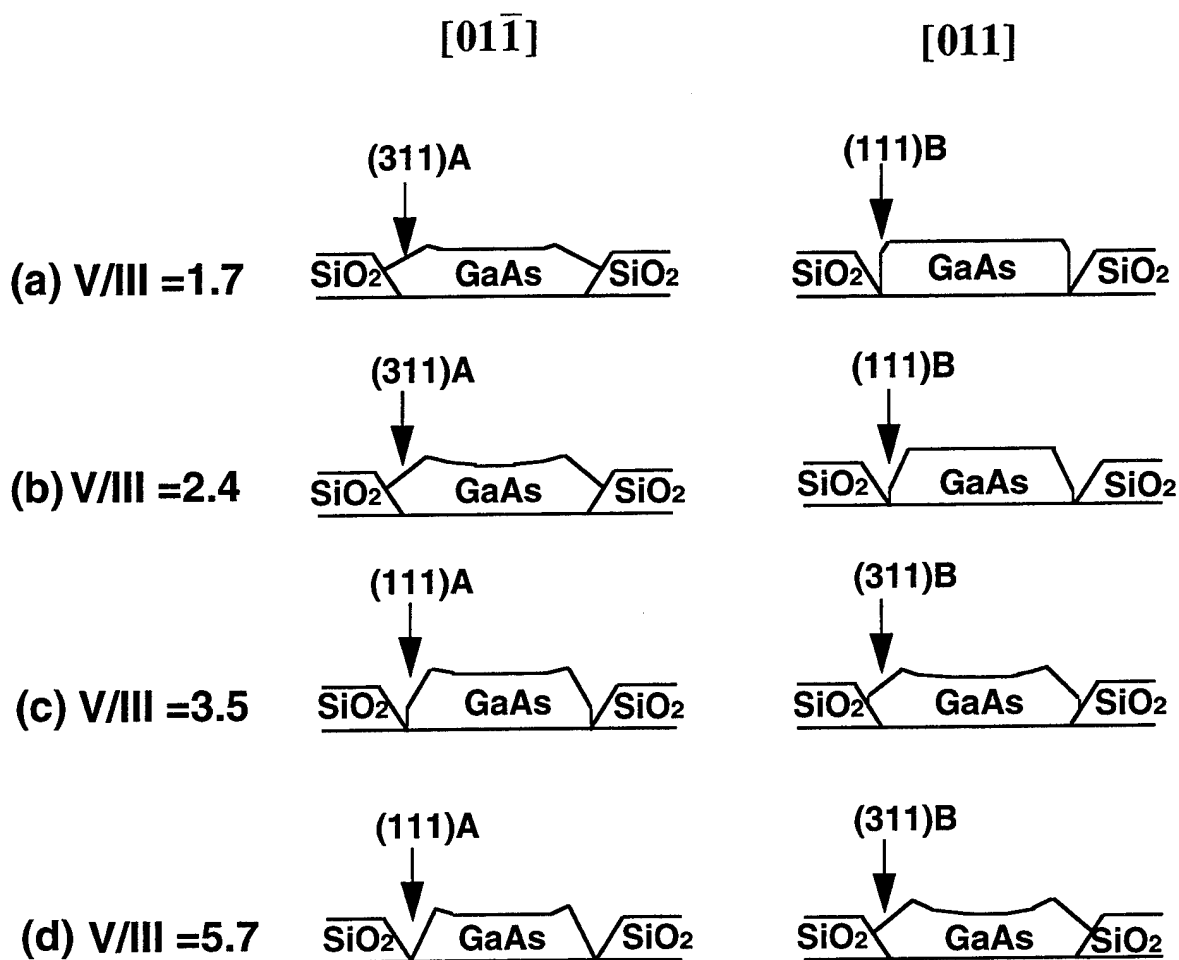 [011̅] [011]
(311)A (111)B
(a) V/III =1.7 SiO2 GaAs SiO2 SiO2 GaAs SiO2
(311)A (111)B
(b) V/III =2.4 SiO2 GaAs SiO2 SiO2 GaAs SiO2
(111)A (311)B
(c) V/III =3.5 SiO2 GaAs SiO2 SiO2 GaAs SiO2
(111)A (311)B
(d) V/III =5.7 SiO2 GaAs SiO2 SiO2 GaAs SiO2